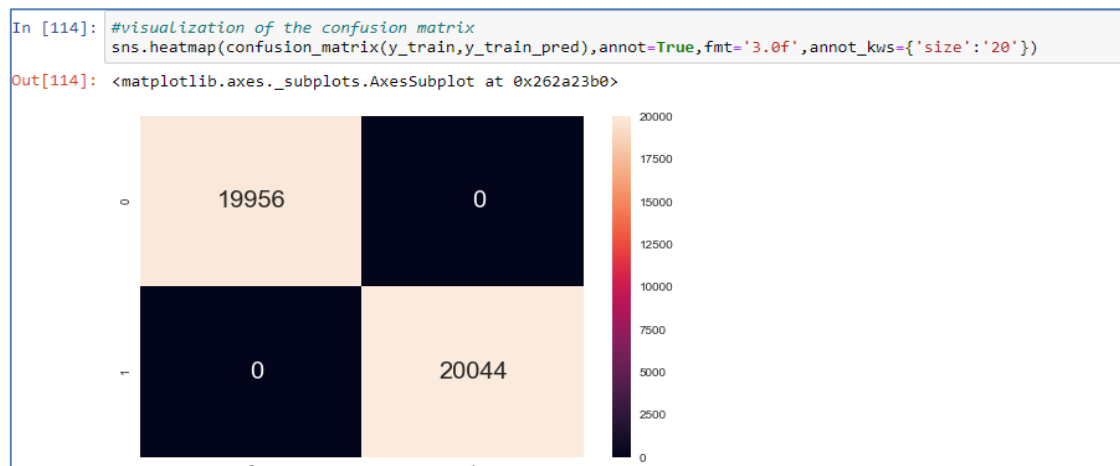 In [114]: #visualization of the confusion matrix
sns.heatmap(confusion_matrix(y_train,y_train_pred),annot=True,fmt='3.0f',annot_kws={'size':'20'})
Out[114]: <matplotlib.axes._subplots.AxesSubplot at 0x262a23b0>
20000
17500
0 19956 0
15000
12500
10000
7500
1 0 20044
5000
2500
0